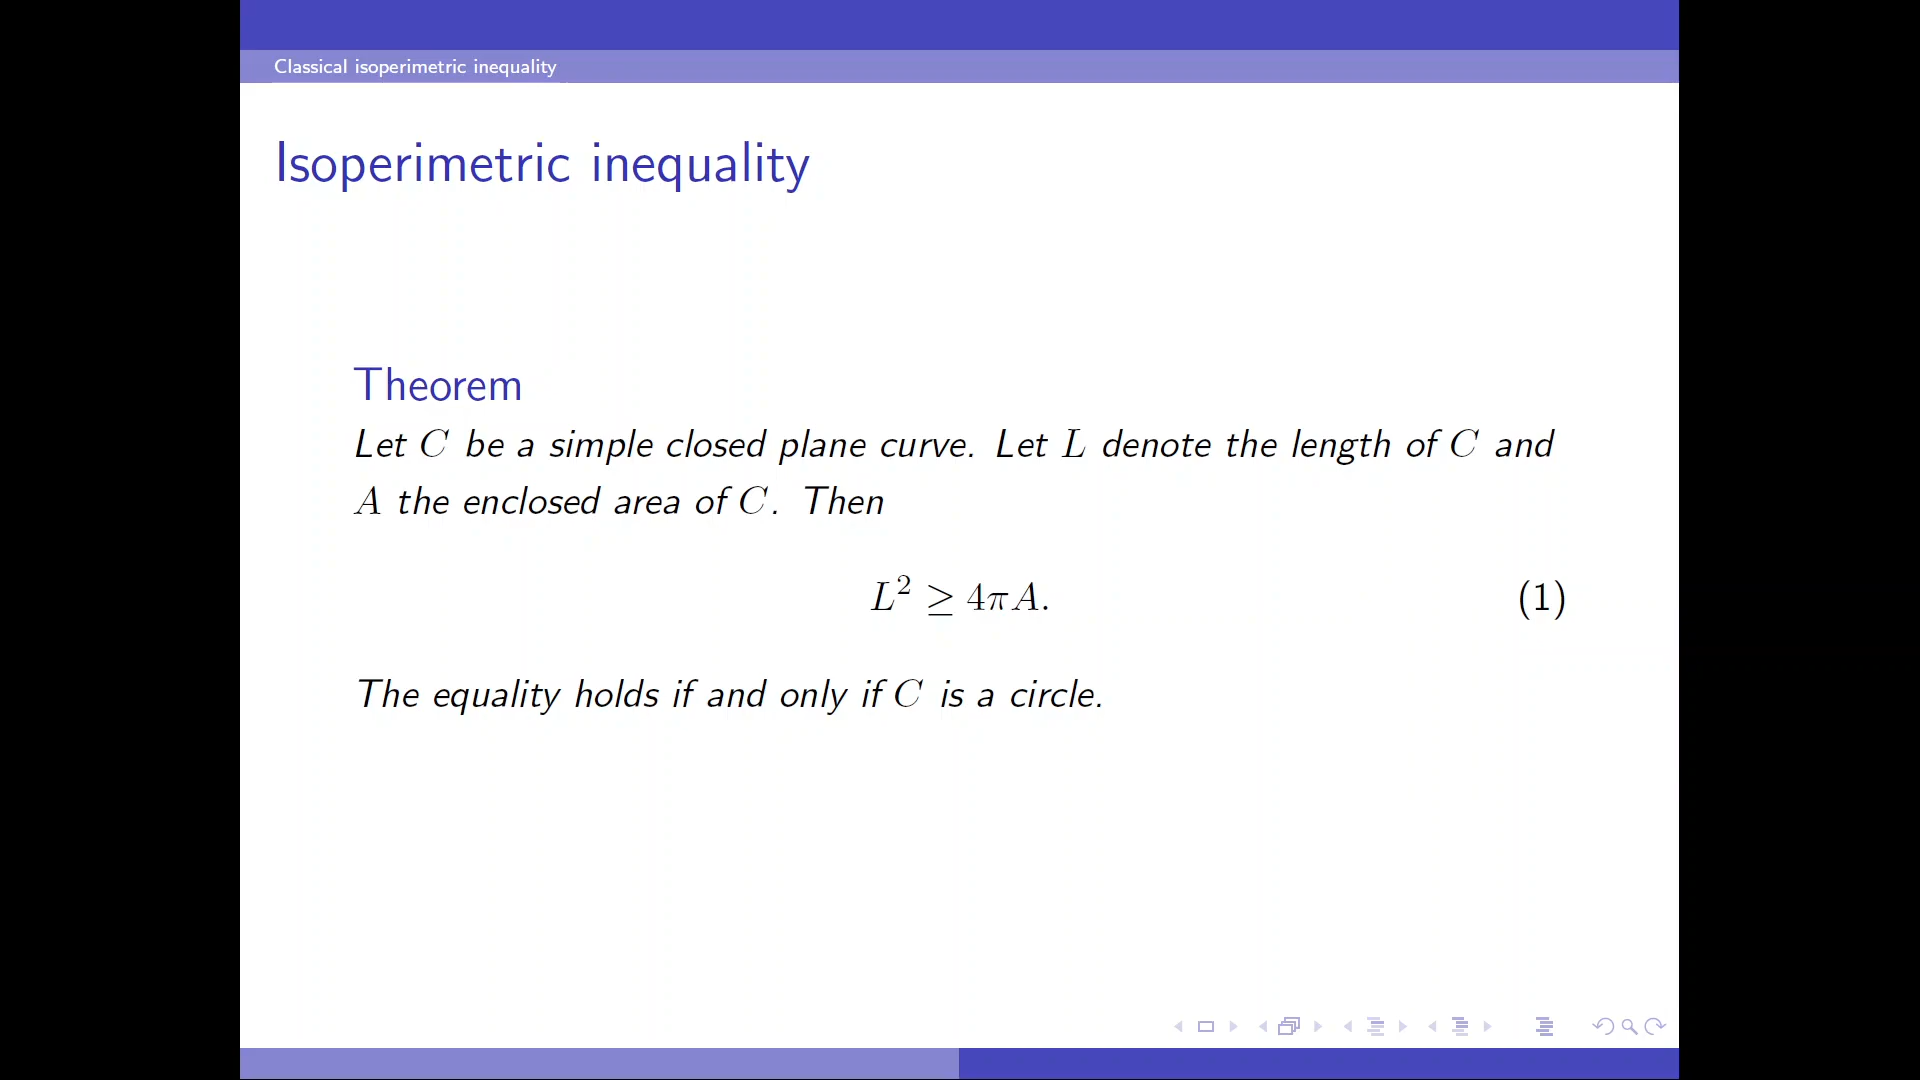 Classical isoperimetric inequality
Isoperimetric inequality
Theorem
Let C be a simple closed plane curve. Let L denote the length of C and
A the enclosed area of C. Then
L² ≥ 4πA. (1)
The equality holds if and only if C is a circle.